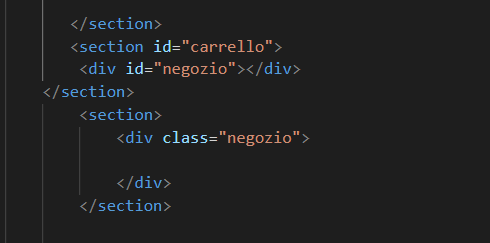 </section>
<section id="carrello">
<div id="negozio"></div>
</section>
<section>
<div class="negozio">
</div>
</section>